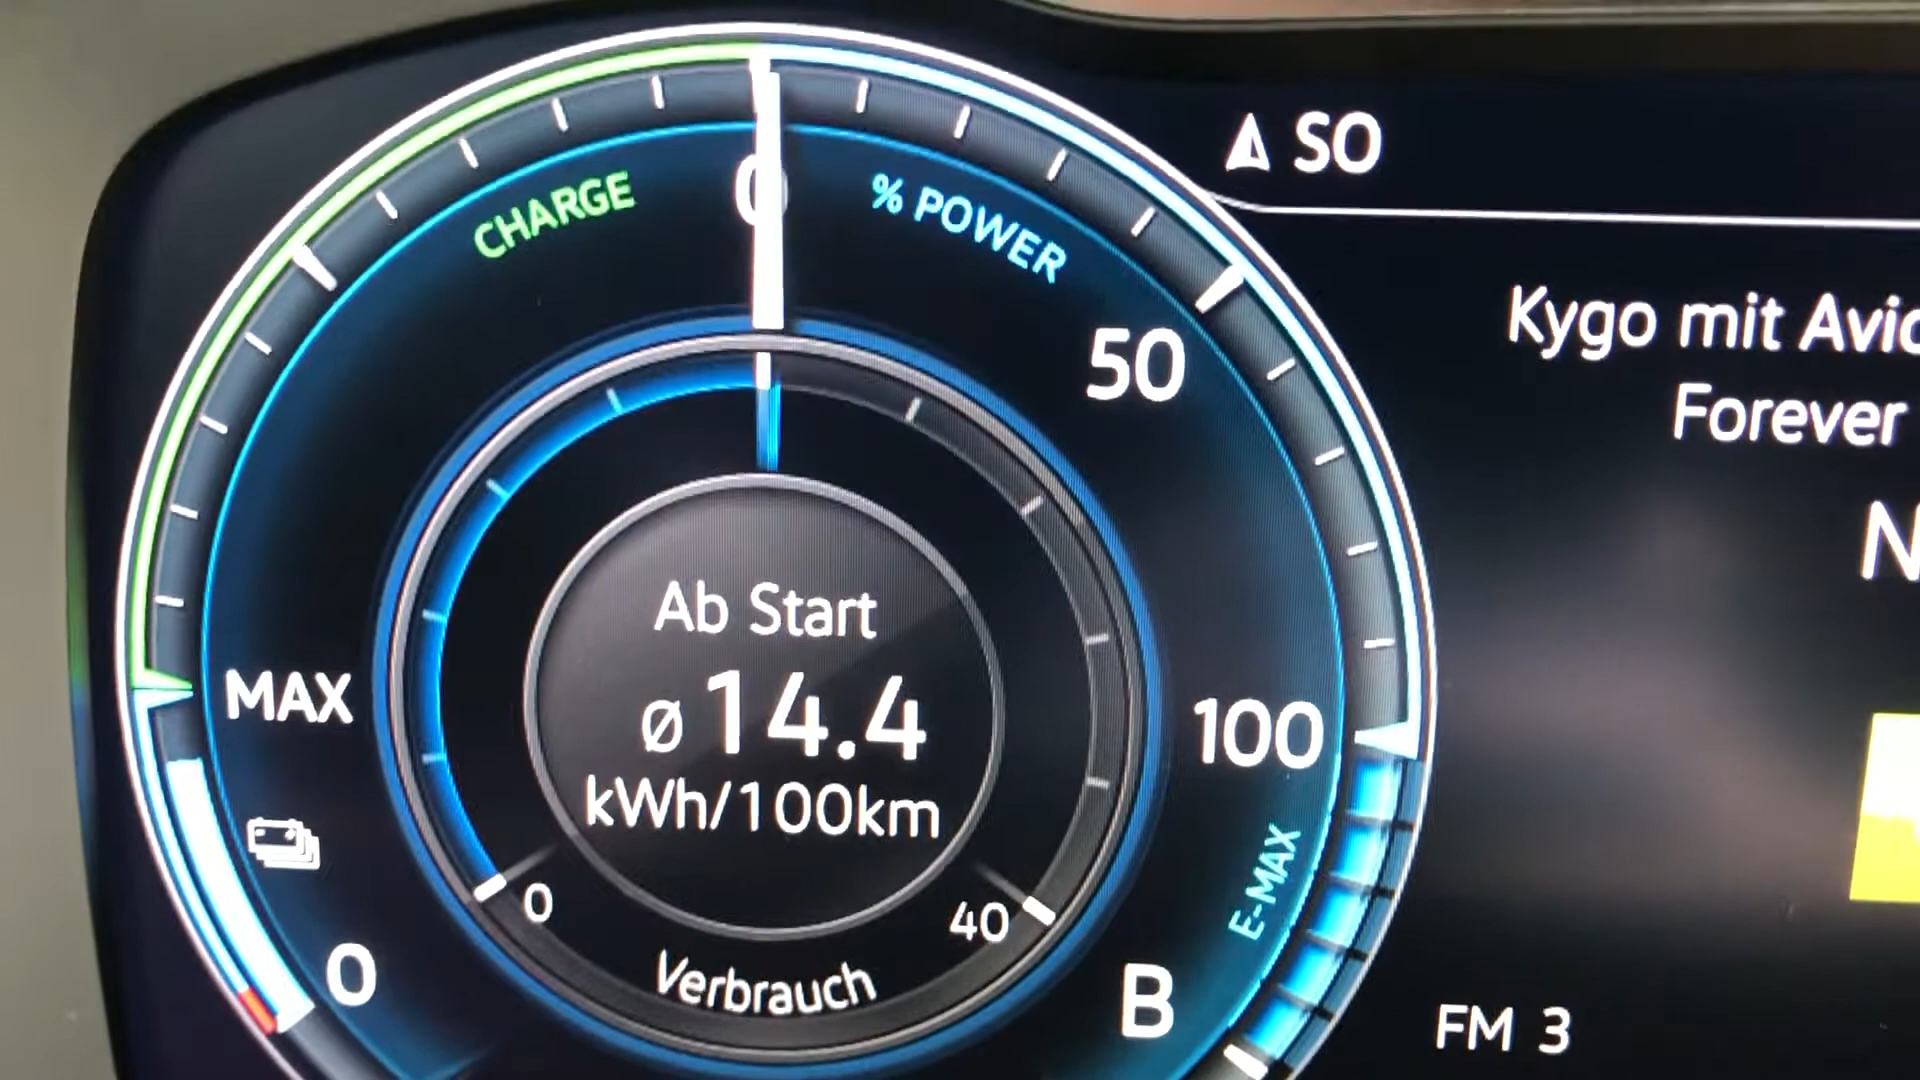 CHARGE
0
% POWER
50
100
MAX
0
E-MAX
B
Ab Start
ø 14.4
kWh/100km
0
40
Verbrauch
SO
Kygo mit
Forever
FM 3